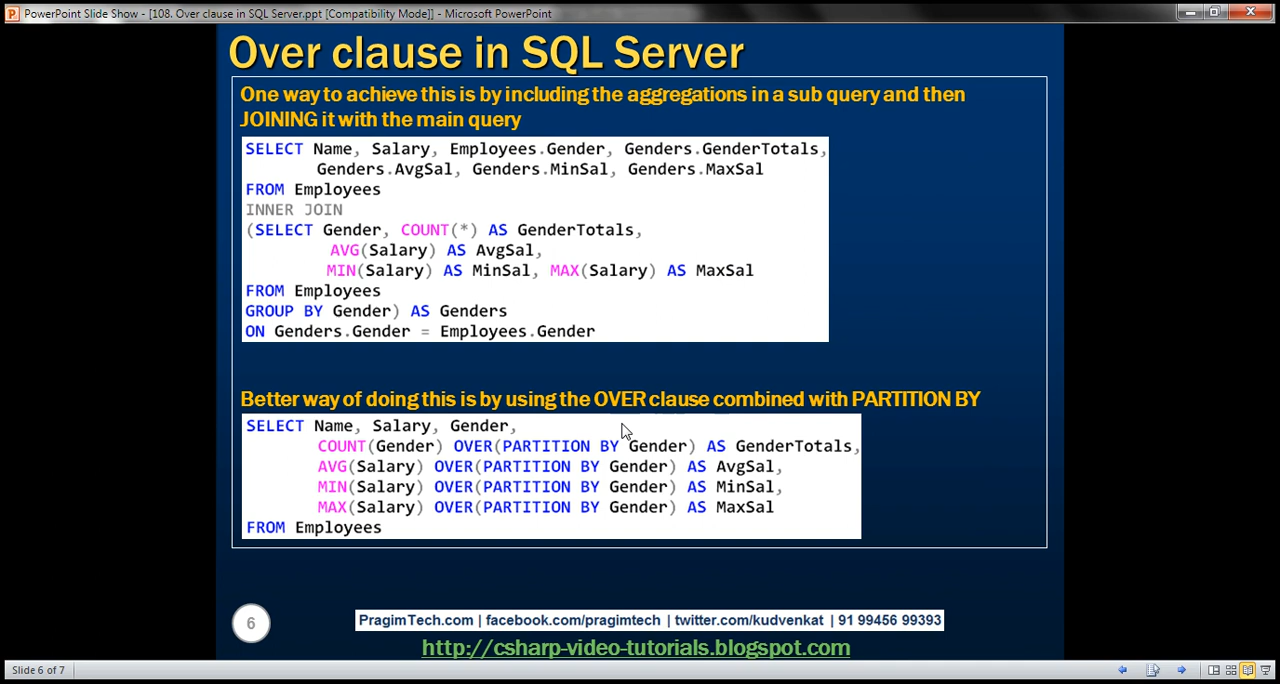 PowerPoint Slide Show - [108. Over clause in SQL Server.ppt [Compatibility Mode]] - Microsoft PowerPoint
Over clause in SQL Server
One way to achieve this is by including the aggregations in a sub query and then
JOINING it with the main query
SELECT Name, Salary, Employees.Gender, Genders.GenderTotals,
Genders.AvgSal, Genders.MinSal, Genders.MaxSal
FROM Employees
INNER JOIN
(SELECT Gender, COUNT(*) AS GenderTotals,
AVG(Salary) AS AvgSal,
MIN(Salary) AS MinSal, MAX(Salary) AS MaxSal
FROM Employees
GROUP BY Gender) AS Genders
ON Genders.Gender = Employees.Gender
Better way of doing this is by using the OVER clause combined with PARTITION BY
SELECT Name, Salary, Gender,
COUNT(Gender) OVER(PARTITION BY Gender) AS GenderTotals,
AVG(Salary) OVER(PARTITION BY Gender) AS AvgSal,
MIN(Salary) OVER(PARTITION BY Gender) AS MinSal,
MAX(Salary) OVER(PARTITION BY Gender) AS MaxSal
FROM Employees
6
PragimTech.com | facebook.com/pragimtech | twitter.com/kudvenkat | 91 99456 99393
http://csharp-video-tutorials.blogspot.com
Slide 6 of 7